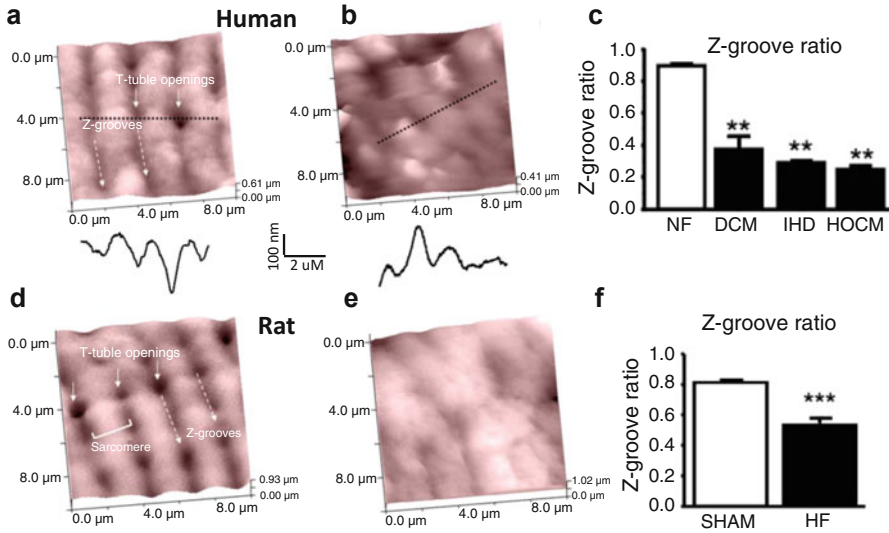 a
Human
0.0 µm
T-tuble openings
4.0 µm
Z-grooves
8.0 µm
0.61 µm
0.00 µm
0.0 µm
4.0 µm
8.0 µm
b
0.0 µm
4.0 µm
8.0 µm
0.41 µm
0.00 µm
0.0 µm
4.0 µm
8.0 µm
100 nm
2 uM
c
Z-groove ratio
Z-groove ratio
1.0
0.8
0.6
0.4
0.2
0.0
**
**
**
NF
DCM
IHD
HOCM
d
Rat
0.0 µm
T-tuble openings
4.0 µm
Z-grooves
Sarcomere
8.0 µm
0.93 µm
0.00 µm
0.0 µm
4.0 µm
8.0 µm
e
0.0 µm
4.0 µm
8.0 µm
1.02 µm
0.0 µm
0.0 µm
4.0 µm
8.0 µm
f
Z-groove ratio
Z-groove ratio
1.0
0.8
0.6
0.4
0.2
0.0
***
SHAM
HF